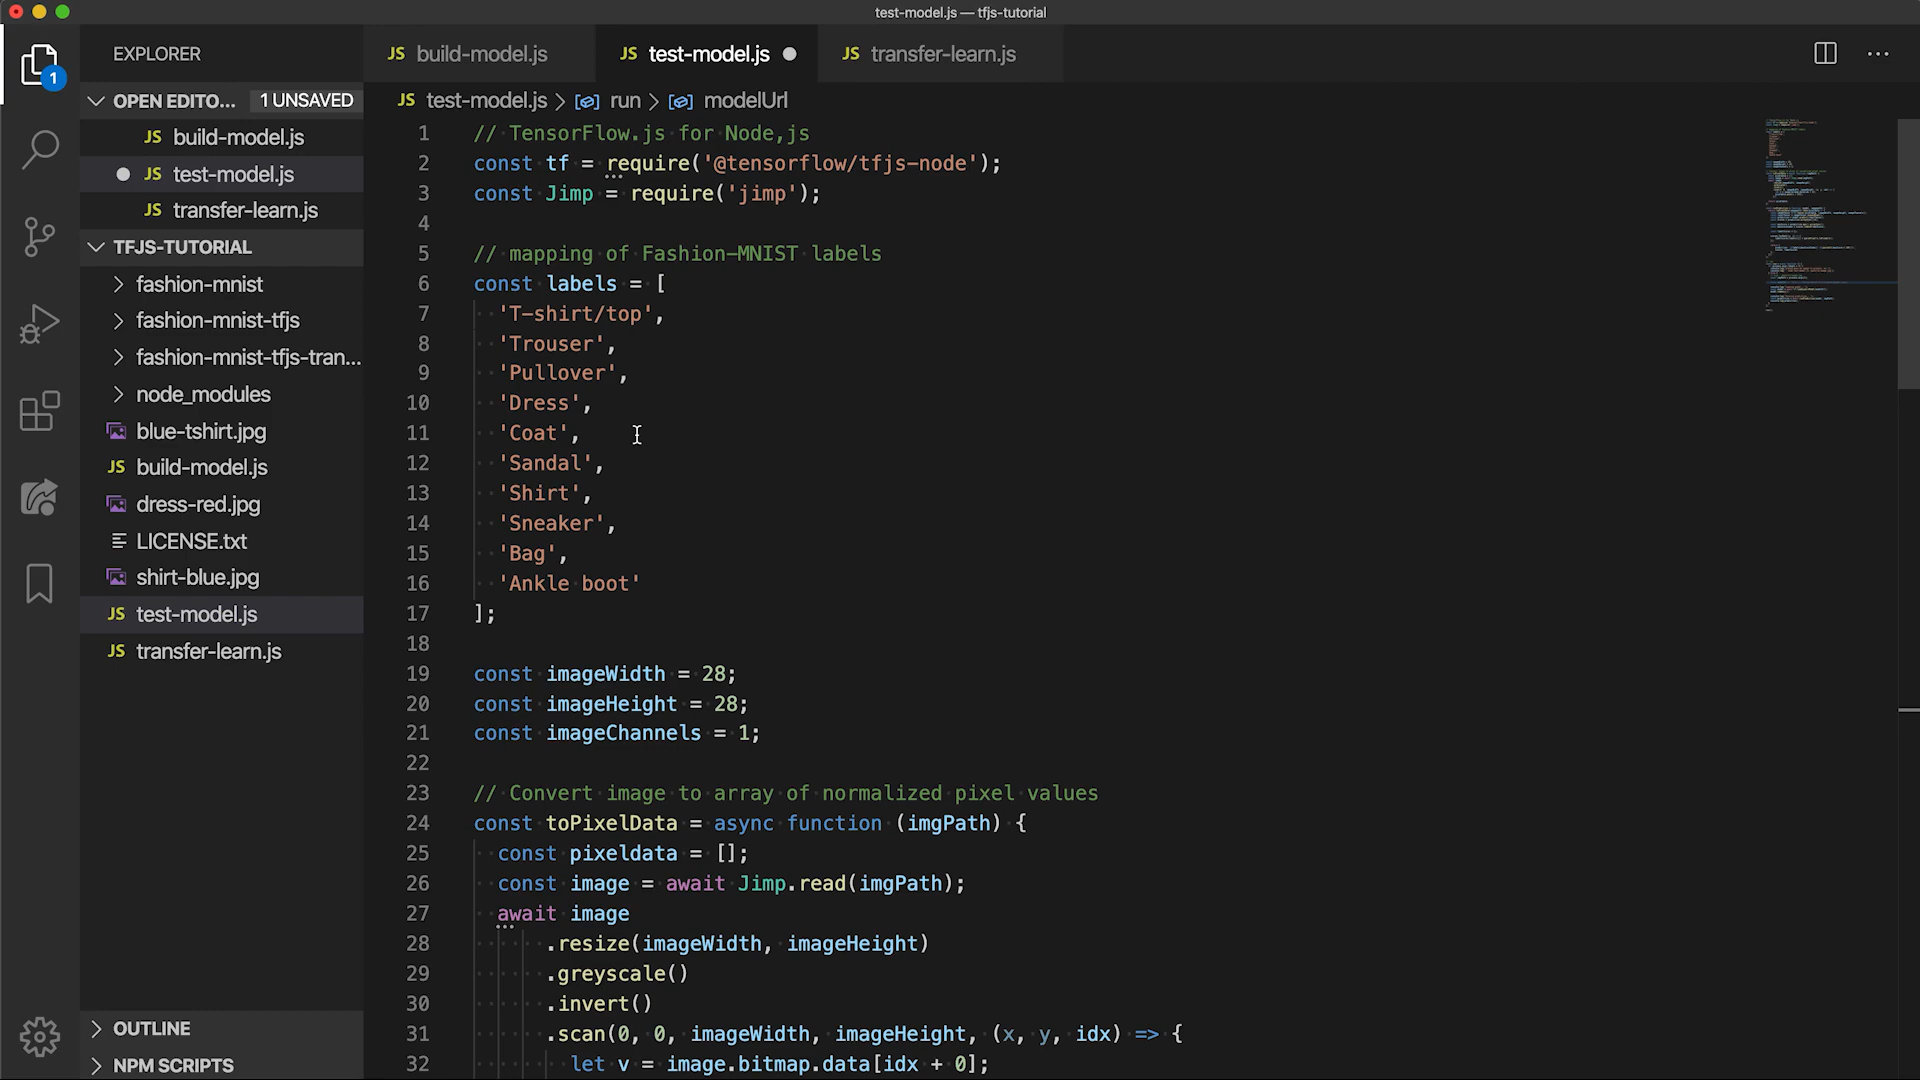 test-model.js — tfjs-tutorial
EXPLORER
JS build-model.js
JS test-model.js
JS transfer-learn.js
1
OPEN EDITO... 1 UNSAVED
JS build-model.js
JS test-model.js
JS transfer-learn.js
TFJS-TUTORIAL
fashion-mnist
fashion-mnist-tfjs
fashion-mnist-tfjs-tran...
node_modules
blue-tshirt.jpg
JS build-model.js
dress-red.jpg
LICENSE.txt
shirt-blue.jpg
JS test-model.js
JS transfer-learn.js
OUTLINE
NPM SCRIPTS
JS test-model.js > run > modelUrl
1 // TensorFlow.js for Node,js
2 const tf = require('@tensorflow/tfjs-node');
3 const Jimp = require('jimp');
4
5 // mapping of Fashion-MNIST labels
6 const labels = [
7 'T-shirt/top',
8 'Trouser',
9 'Pullover',
10 'Dress',
11 'Coat',
12 'Sandal',
13 'Shirt',
14 'Sneaker',
15 'Bag',
16 'Ankle boot'
17 ];
18
19 const imageWidth = 28;
20 const imageHeight = 28;
21 const imageChannels = 1;
22
23 // Convert image to array of normalized pixel values
24 const toPixelData = async function (imgPath) {
25 const pixeldata = [];
26 const image = await Jimp.read(imgPath);
27 await image
28 .resize(imageWidth, imageHeight)
29 .greyscale()
30 .invert()
31 .scan(0, 0, imageWidth, imageHeight, (x, y, idx) => {
32 let v = image.bitmap.data[idx + 0];